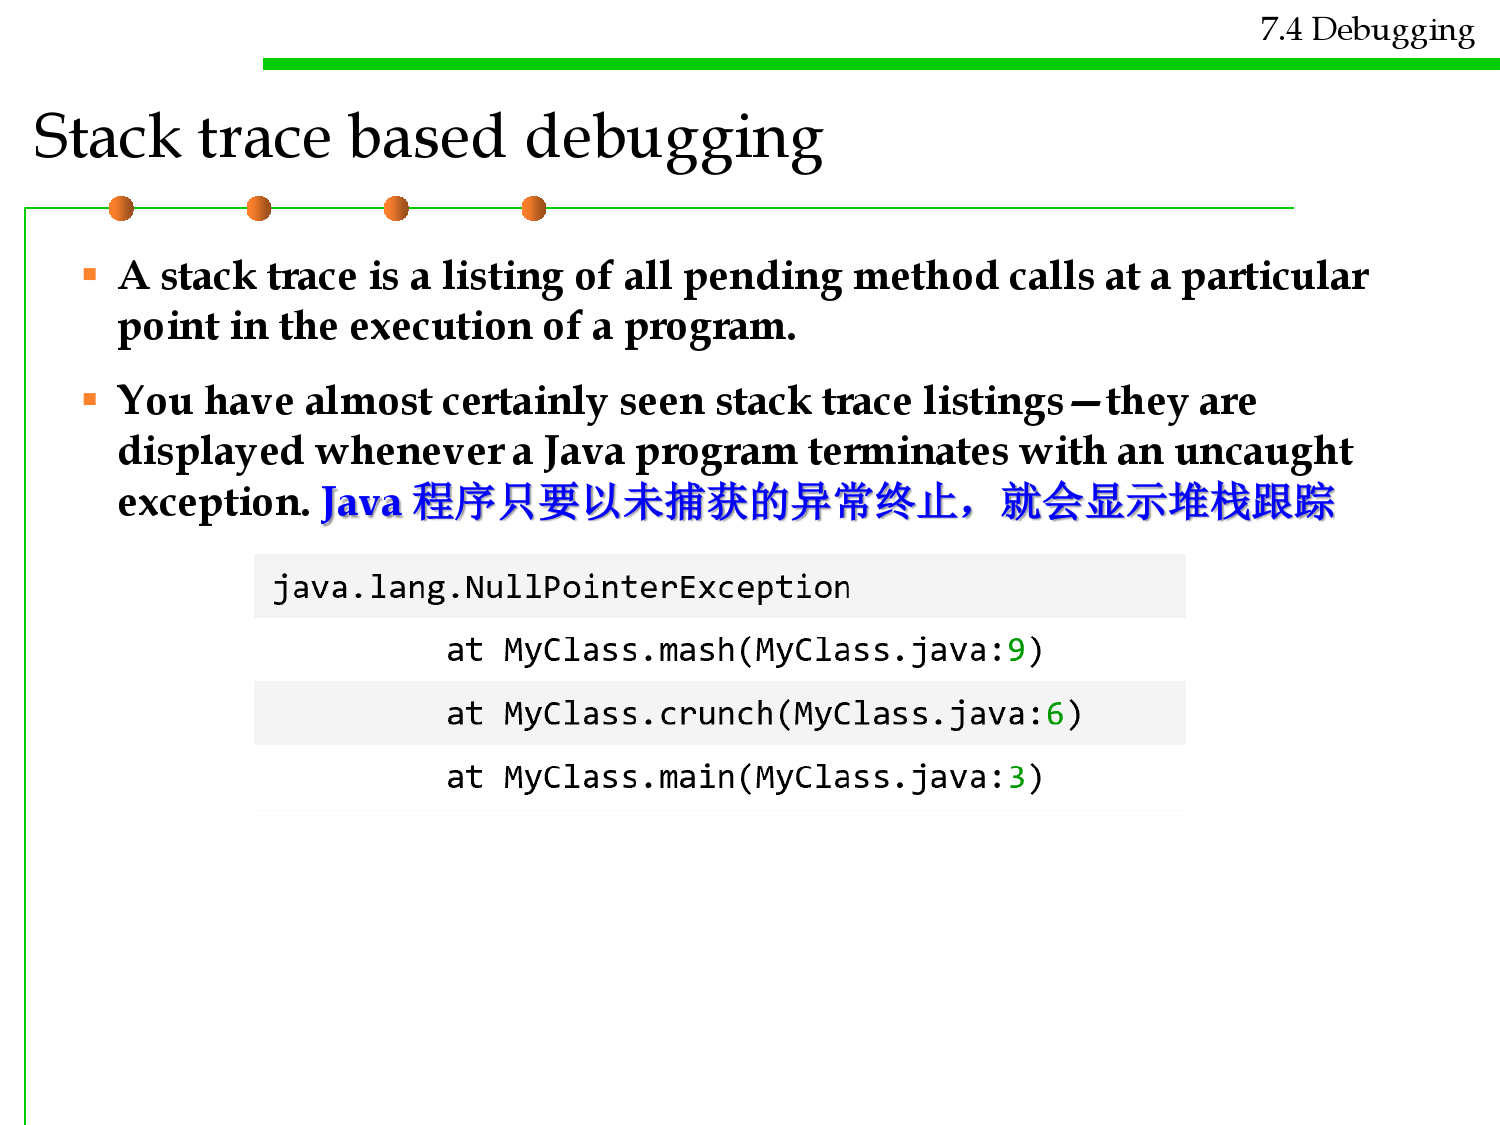 7.4 Debugging
Stack trace based debugging
▪ A stack trace is a listing of all pending method calls at a particular
point in the execution of a program.
▪ You have almost certainly seen stack trace listings—they are
displayed whenever a Java program terminates with an uncaught
exception. Java 程序只要以未捕获的异常终止，就会显示堆栈跟踪
java.lang.NullPointerException
at MyClass.mash(MyClass.java:9)
at MyClass.crunch(MyClass.java:6)
at MyClass.main(MyClass.java:3)